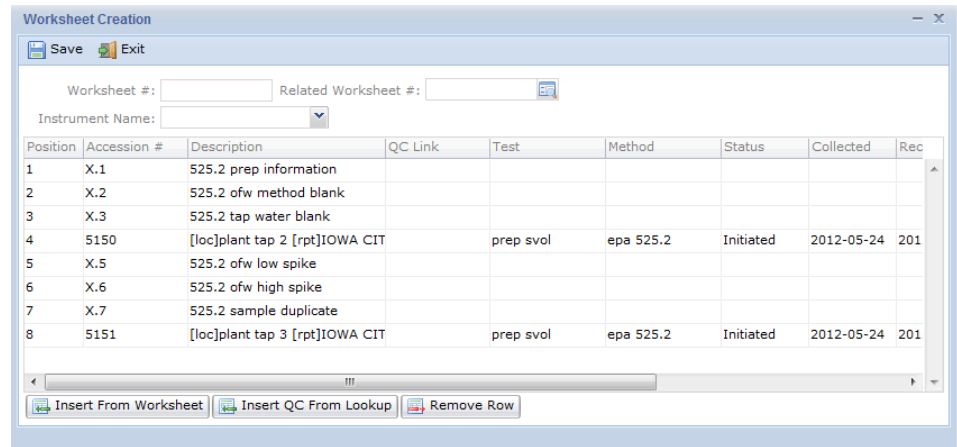 Worksheet Creation
Save Exit
Worksheet #: Related Worksheet #:
Instrument Name:
Position Accession # Description QC Link Test Method Status Collected Rec
1 X.1 525.2 prep information
2 X.2 525.2 ofw method blank
3 X.3 525.2 tap water blank
4 5150 [loc]plant tap 2 [rpt]IOWA CIT prep svol epa 525.2 Initiated 2012-05-24 201
5 X.5 525.2 ofw low spike
6 X.6 525.2 ofw high spike
7 X.7 525.2 sample duplicate
8 5151 [loc]plant tap 3 [rpt]IOWA CIT prep svol epa 525.2 Initiated 2012-05-24 201
Insert From Worksheet Insert QC From Lookup Remove Row